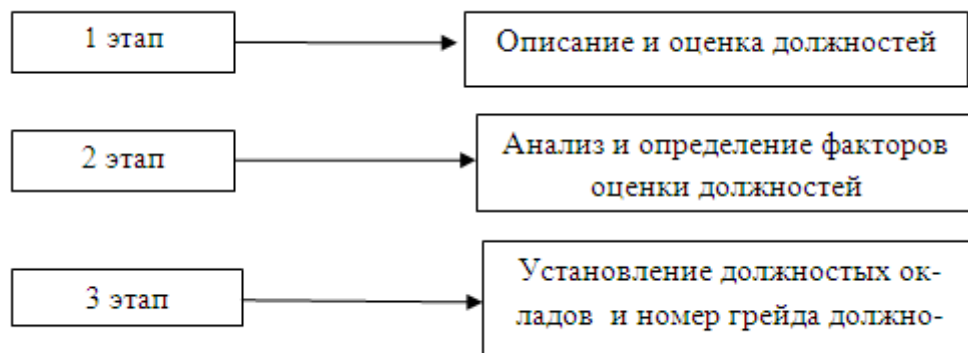 1 этап
Описание и оценка должностей
2 этап
Анализ и определение факторов
оценки должностей
3 этап
Установление должностых ок-
ладов и номер грейда должно-